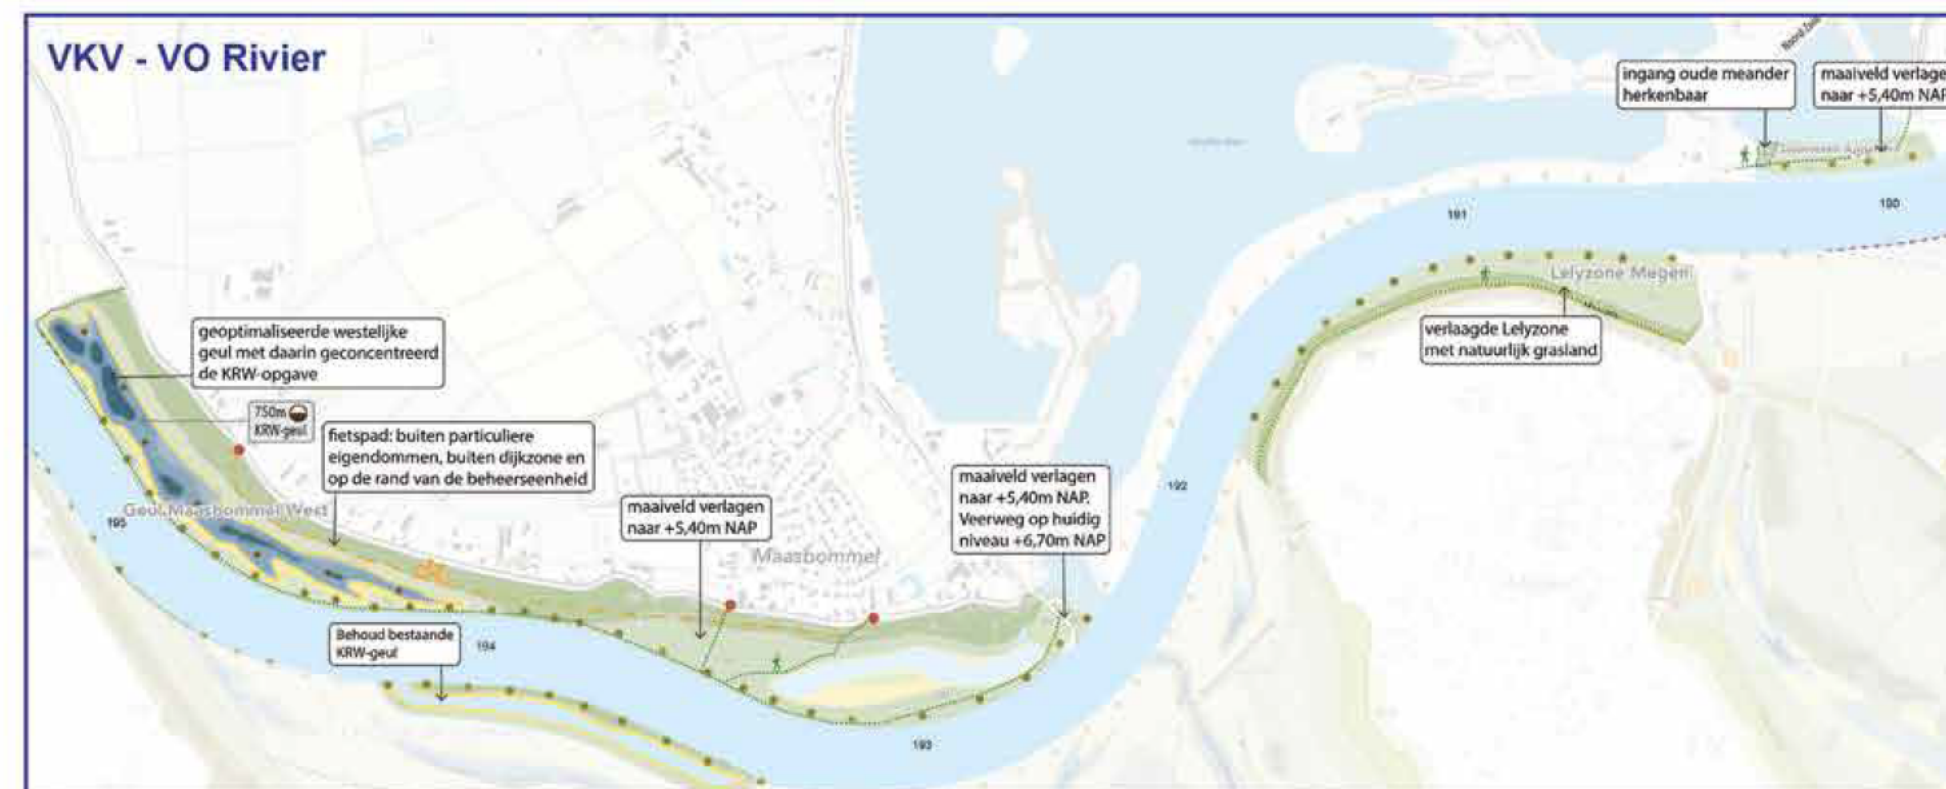 VKV - VO Rivier
ingang oude meander
herkenbaar
maaiveld verlage
naar +5,40m NAP
190
191
Lelyzone Megen
verlaagde Lelyzone
met natuurlijk grasland
geoptimaliseerde westelijke
geul met daarin geconcentreerd
de KRW-opgave
750m
KRW-geul
fietspad: buiten particuliere
eigendommen, buiten dijkzone en
op de rand van de beheerseenheid
maaiveld verlagen
naar +5,40m NAP
maaiveld verlagen
naar +5,40m NAP.
Veerweg op huidig
niveau +6,70m NAP
192
Geul Maasbommel West
195
Maasbommel
Behoud bestaande
KRW-geul
194
193